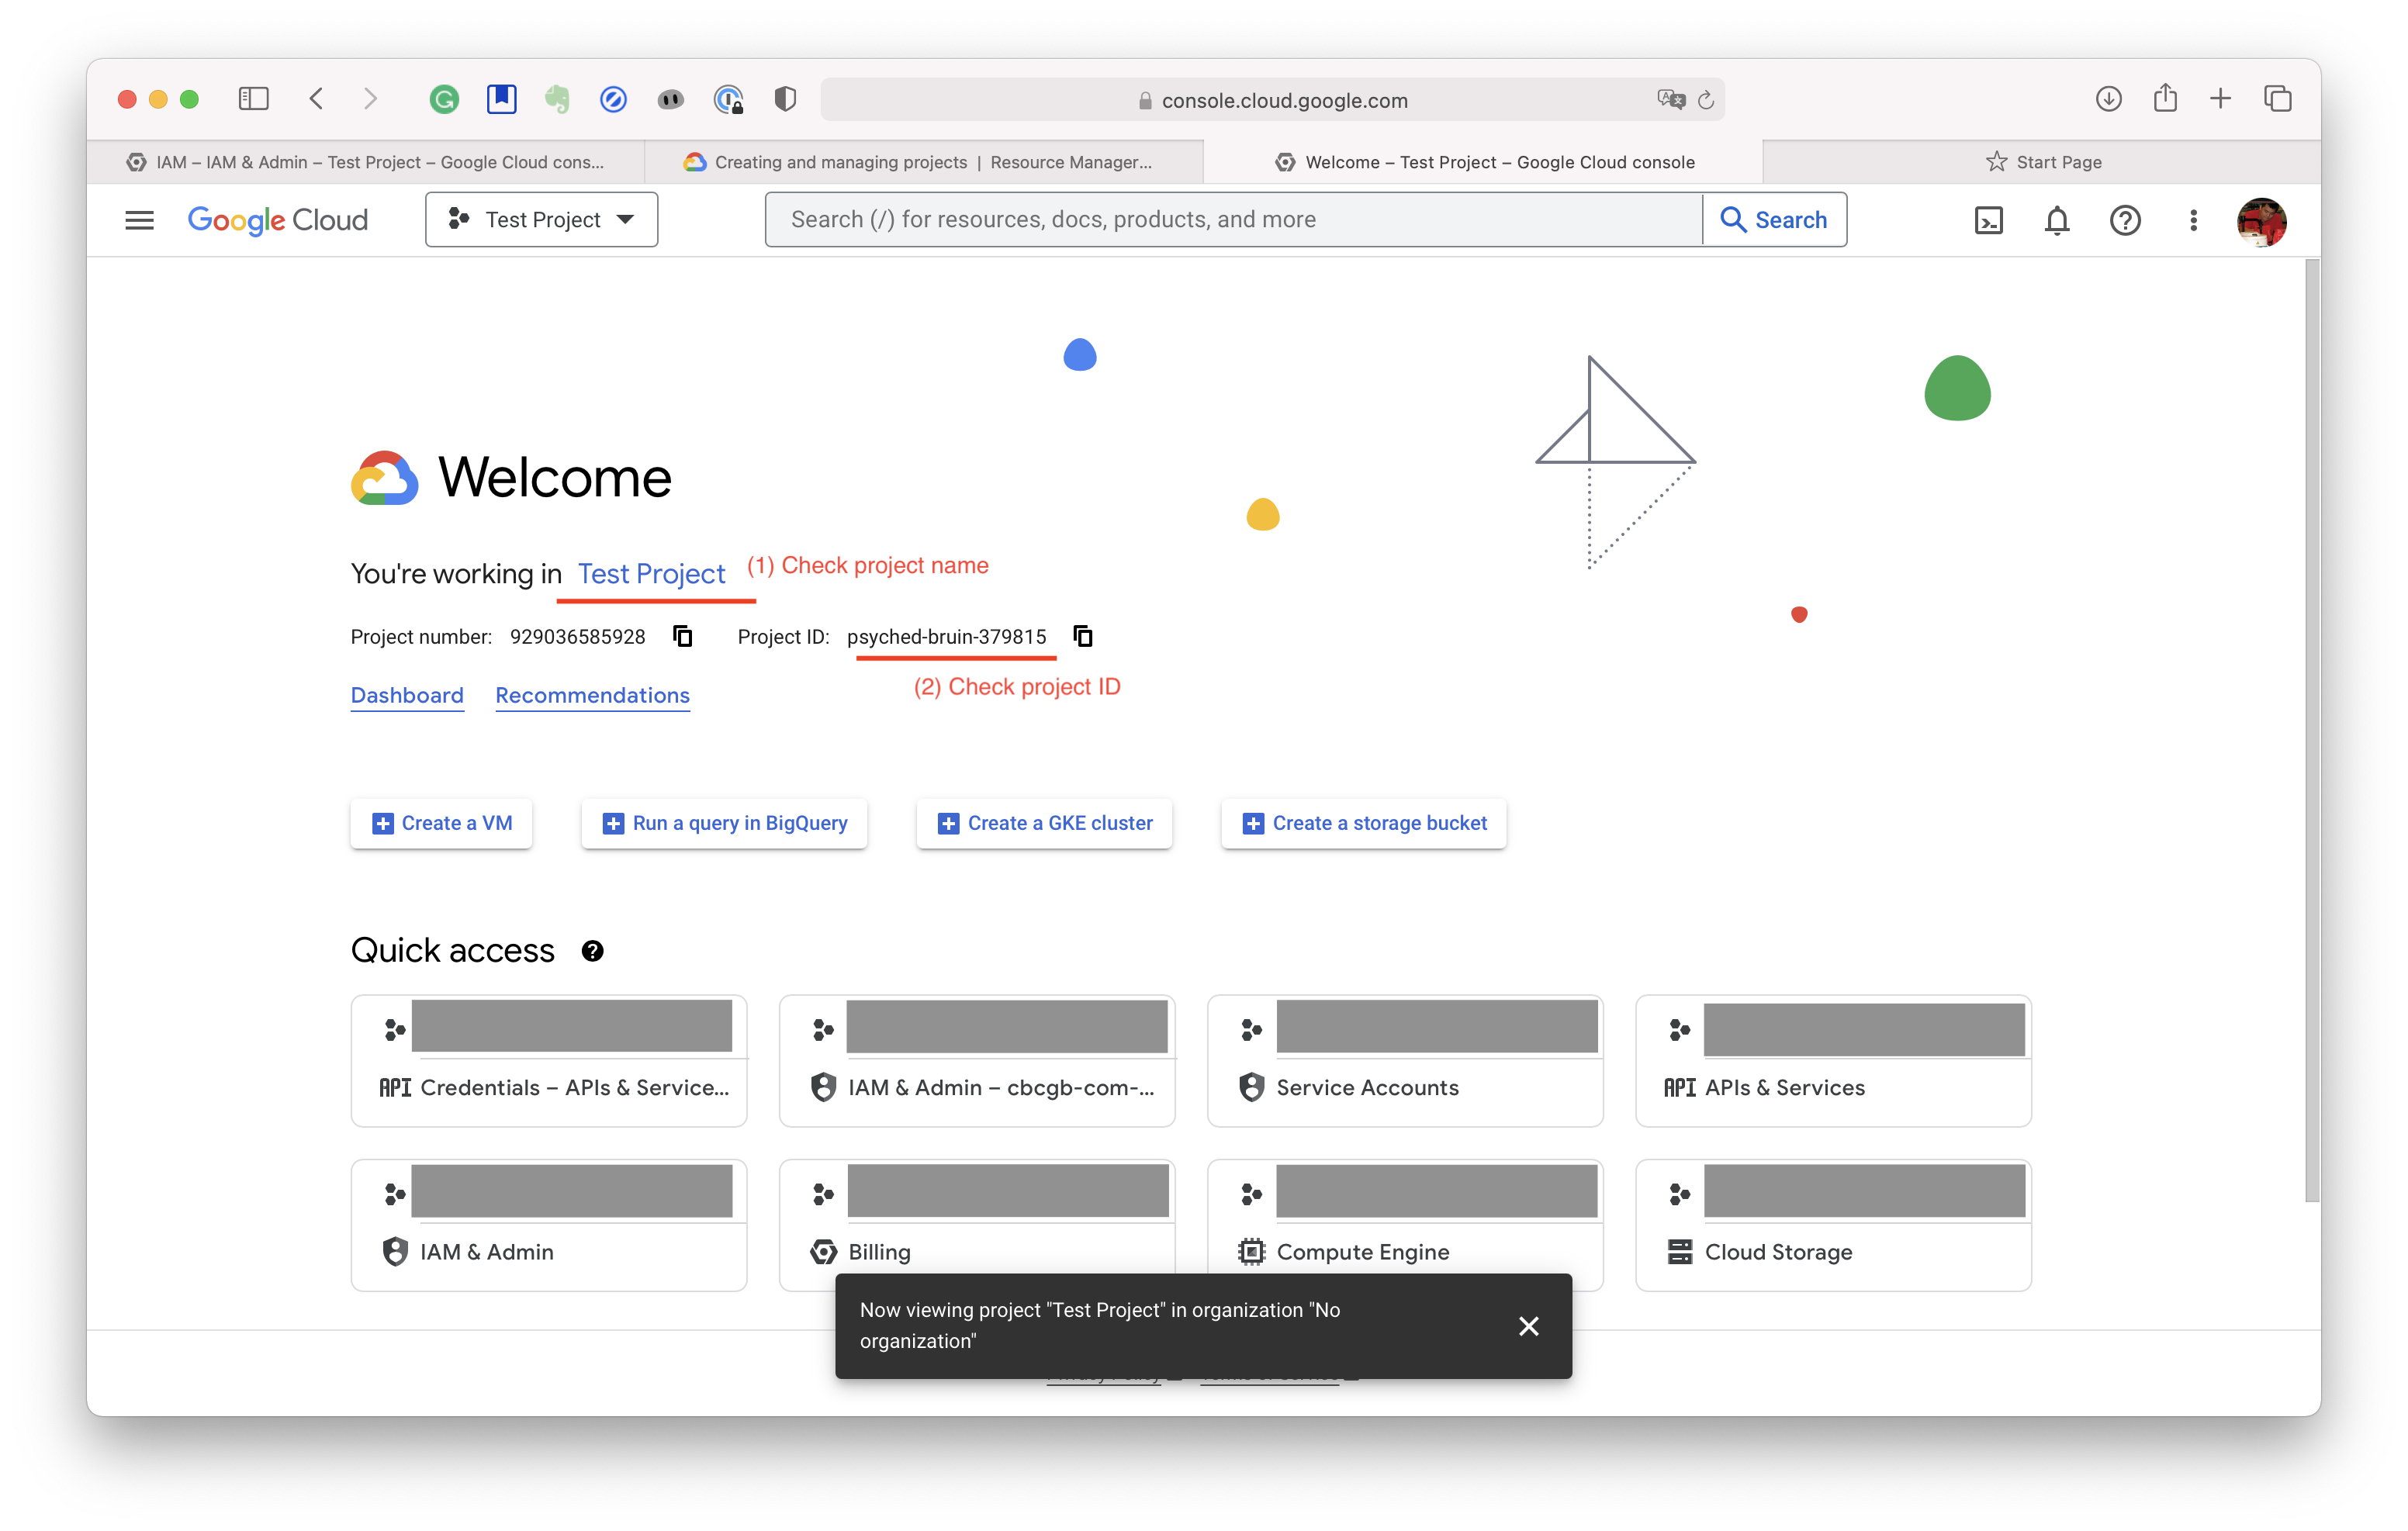 console.cloud.google.com
IAM – IAM & Admin – Test Project – Google Cloud cons...
Creating and managing projects | Resource Manager...
Welcome – Test Project – Google Cloud console
Start Page
Google Cloud
Test Project
Search (/) for resources, docs, products, and more
Search
Welcome
You're working in Test Project
(1) Check project name
Project number: 929036585928
Project ID: psyched-bruin-379815
(2) Check project ID
Dashboard
Recommendations
Create a VM
Run a query in BigQuery
Create a GKE cluster
Create a storage bucket
Quick access
API Credentials – APIs & Service...
IAM & Admin – cbcgb-com-...
Service Accounts
API APIs & Services
IAM & Admin
Billing
Compute Engine
Cloud Storage
Now viewing project "Test Project" in organization "No
organization"